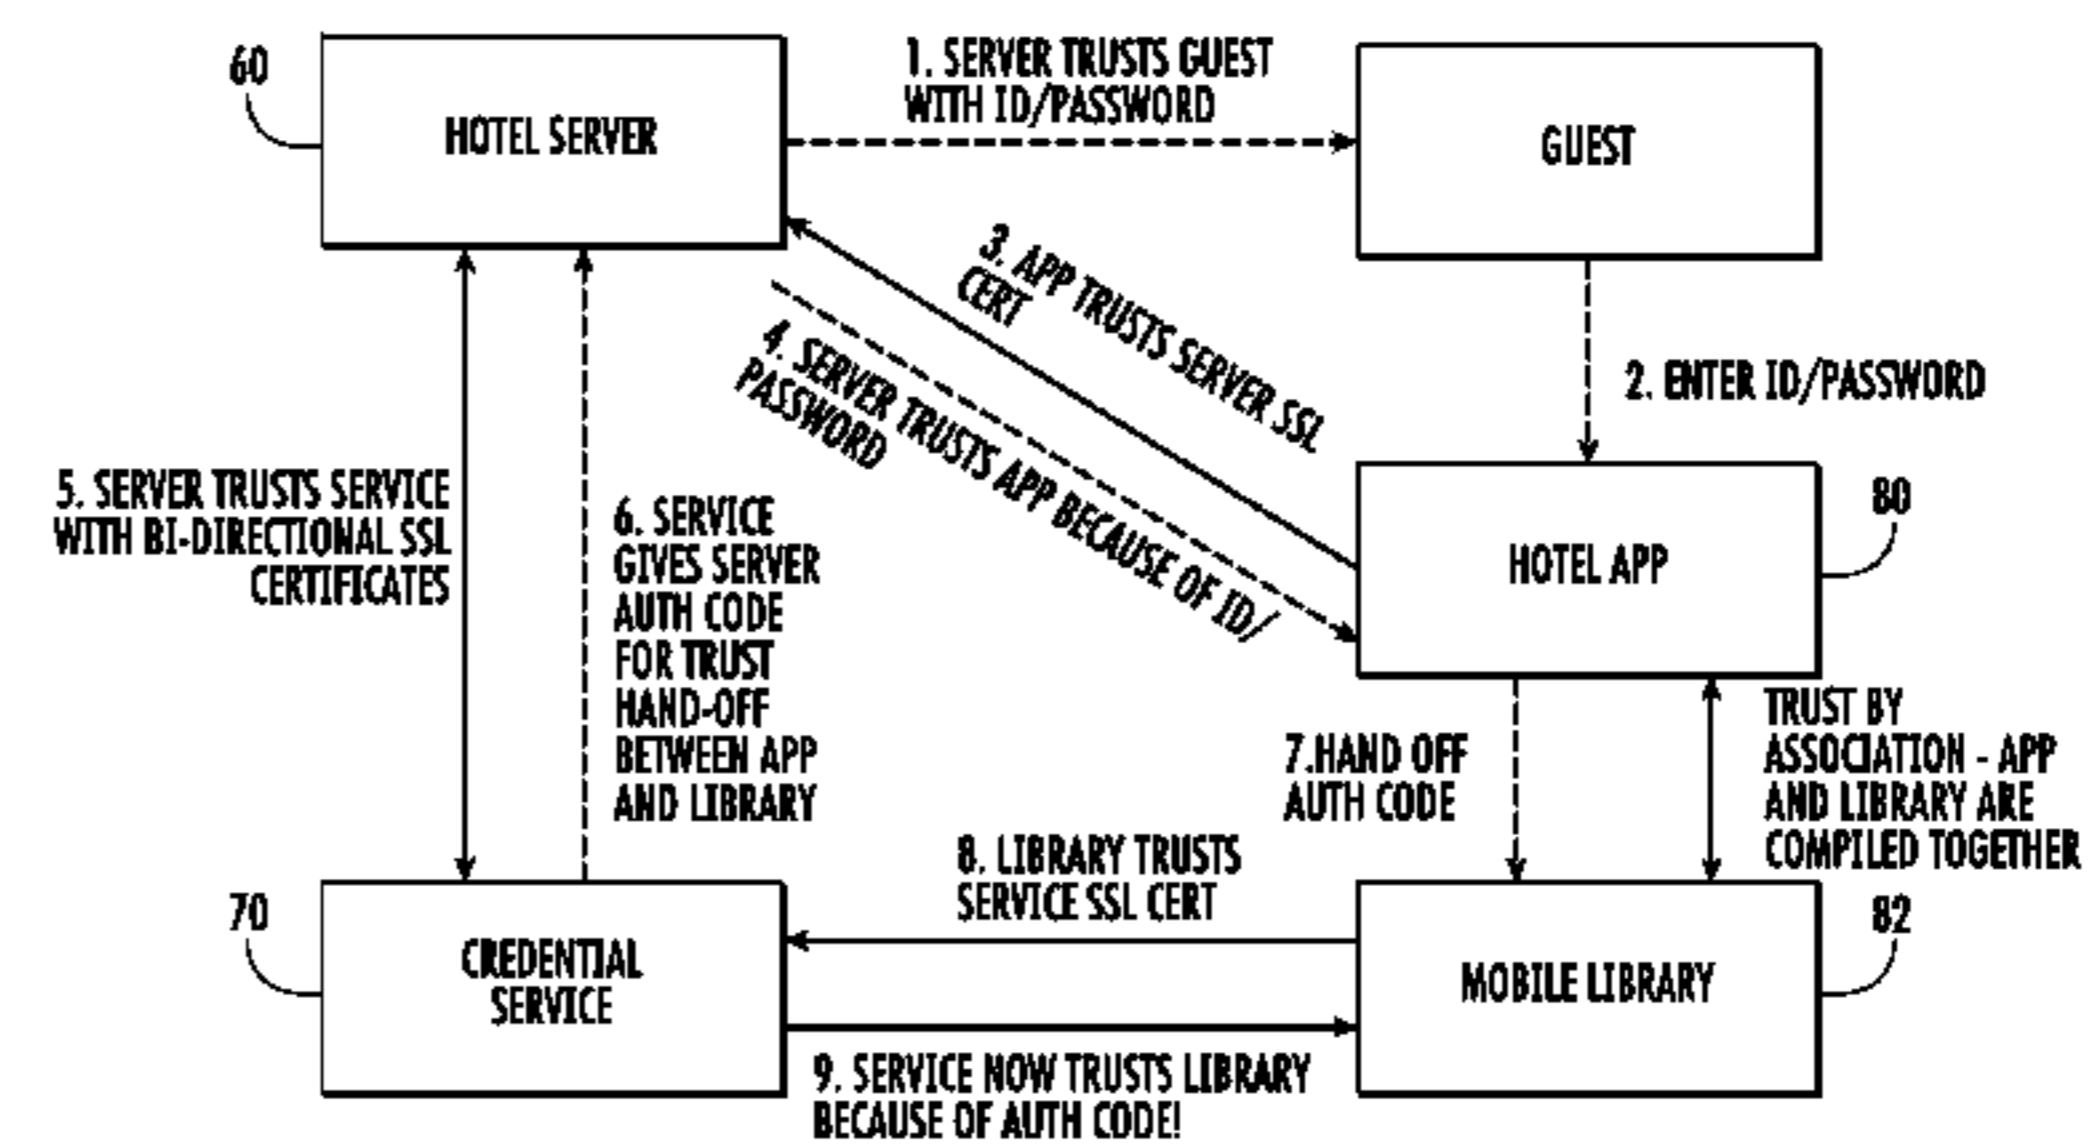 60
HOTEL SERVER
1. SERVER TRUSTS GUEST
WITH ID/PASSWORD
GUEST
3. APP TRUSTS SERVER SSL
CERT
4. SERVER TRUSTS APP BECAUSE OF ID/
PASSWORD
2. ENTER ID/PASSWORD
5. SERVER TRUSTS SERVICE
WITH BI-DIRECTIONAL SSL
CERTIFICATES
6. SERVICE
GIVES SERVER
AUTH CODE
FOR TRUST
HAND-OFF
BETWEEN APP
AND LIBRARY
HOTEL APP
80
7.HAND OFF
AUTH CODE
TRUST BY
ASSOCIATION - APP
AND LIBRARY ARE
COMPILED TOGETHER
70
CREDENTIAL
SERVICE
8. LIBRARY TRUSTS
SERVICE SSL CERT
82
MOBILE LIBRARY
9. SERVICE NOW TRUSTS LIBRARY
BECAUSE OF AUTH CODE!